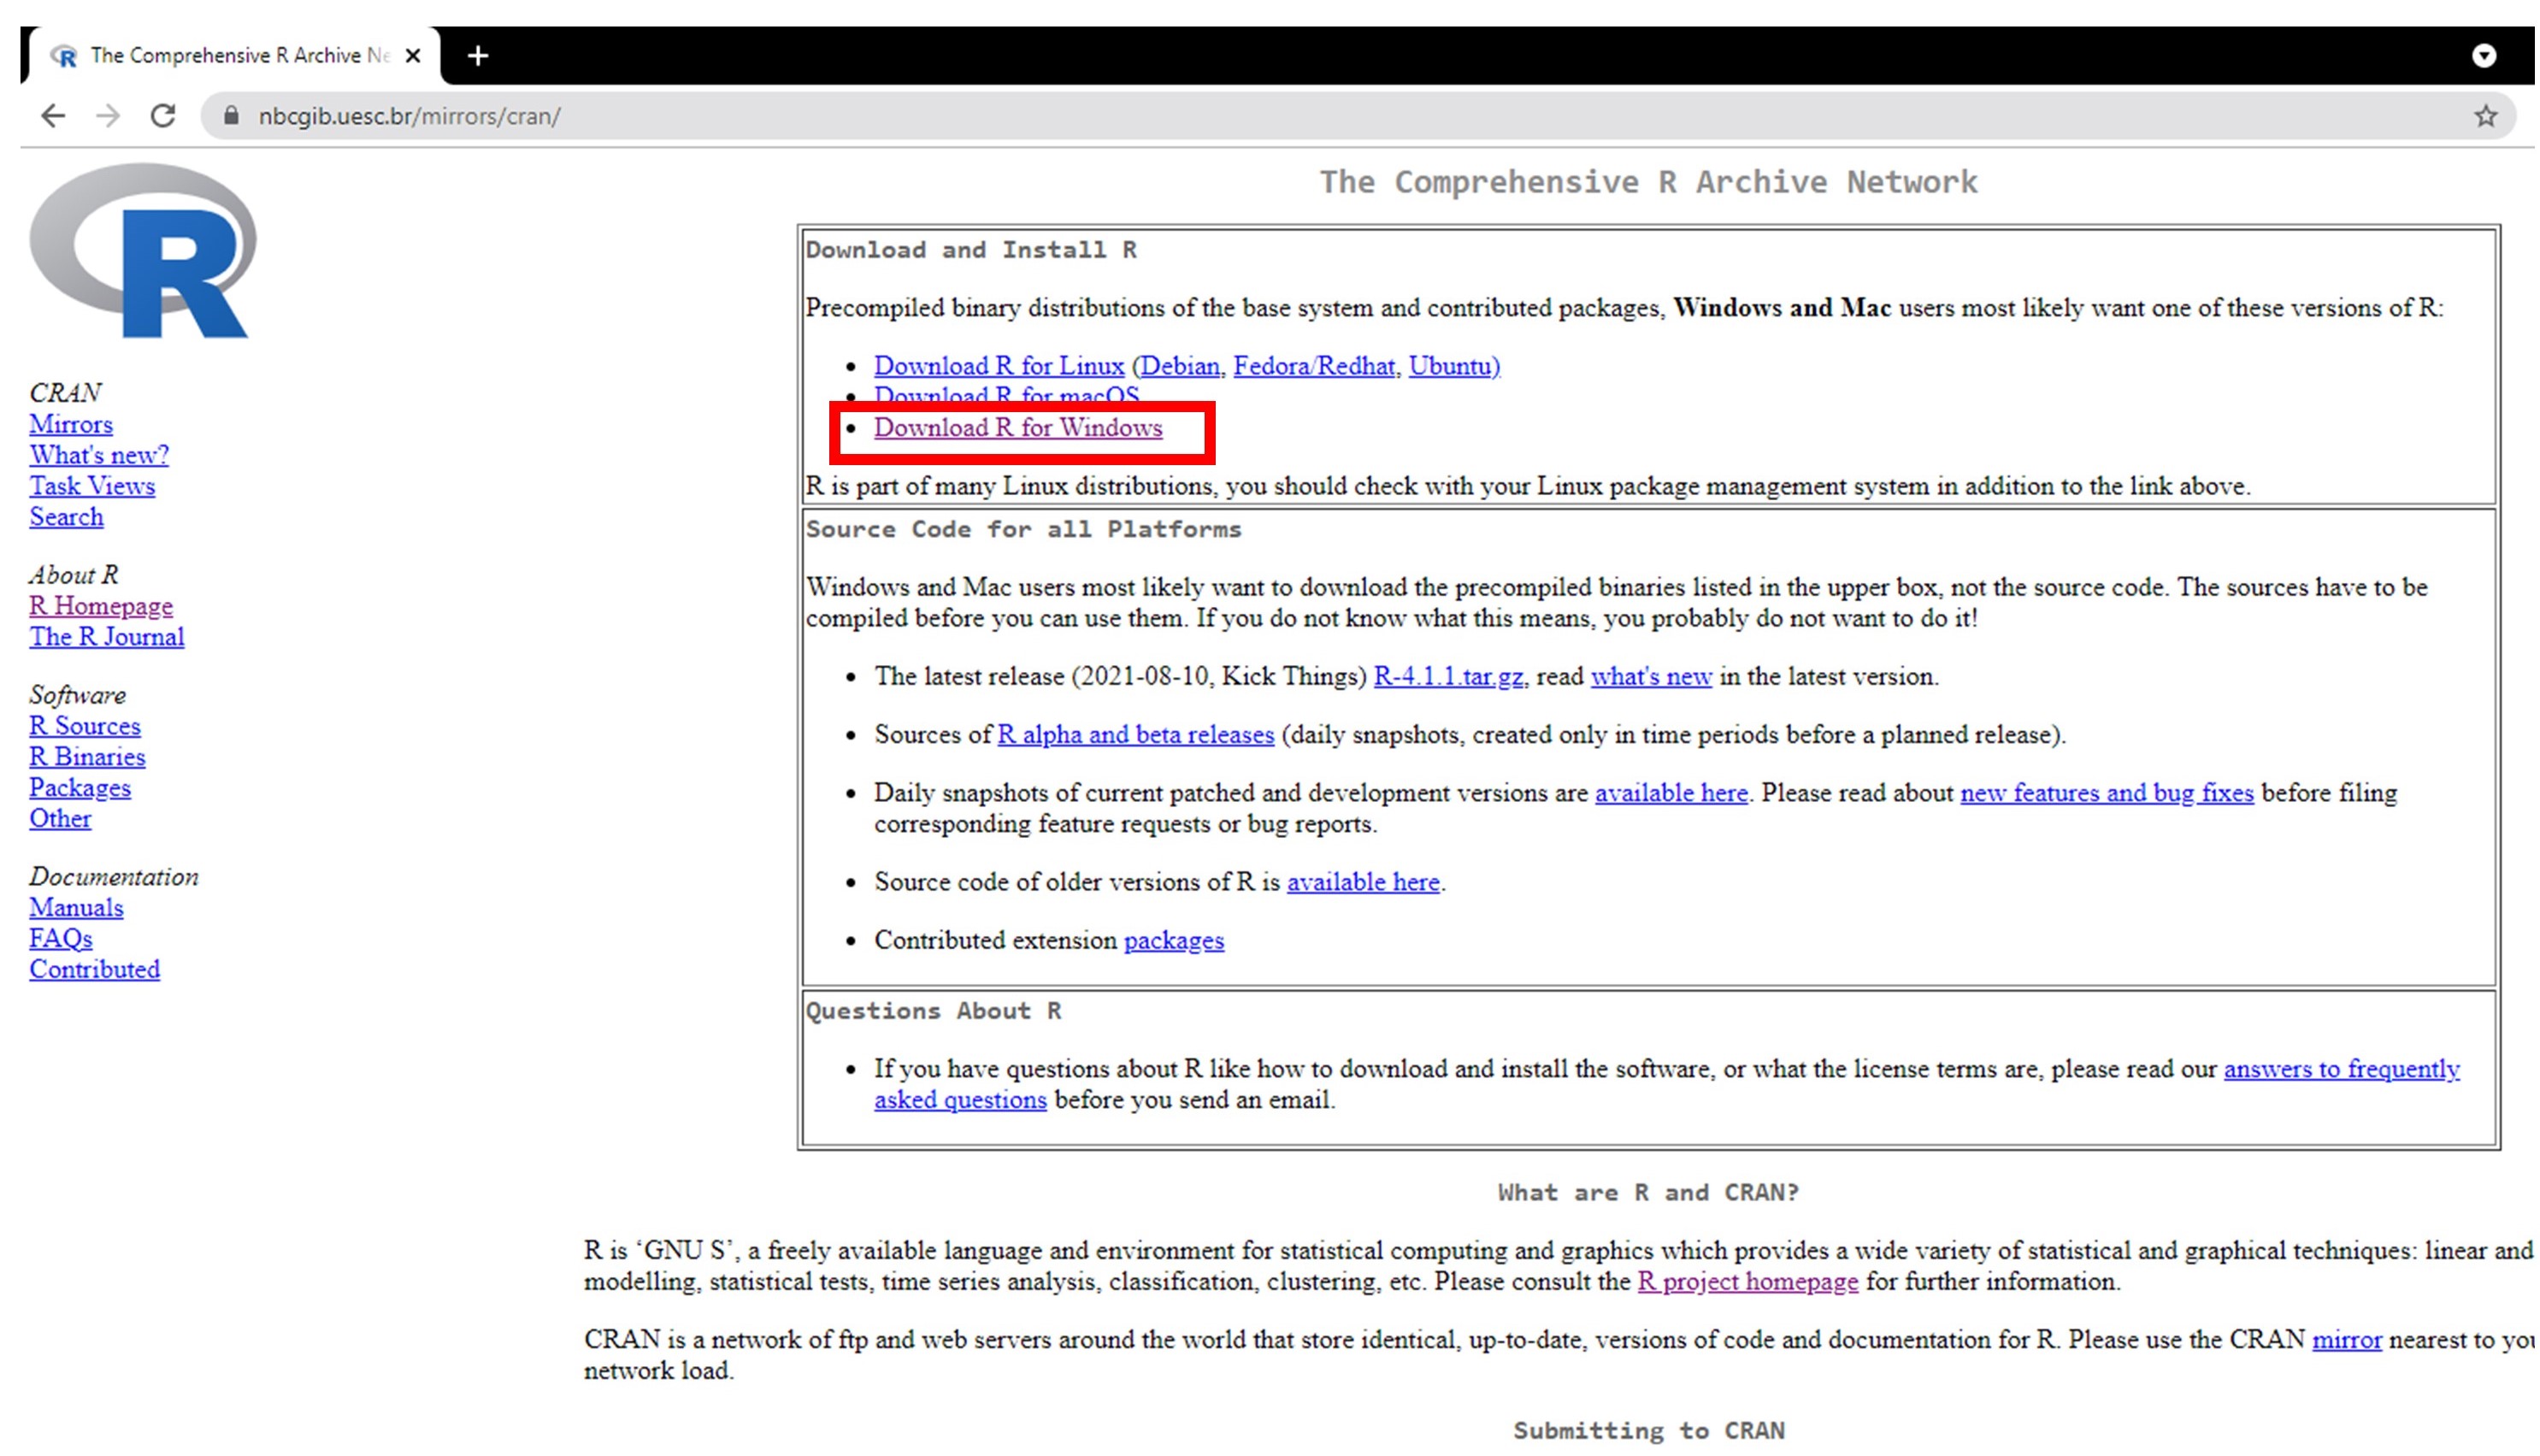 The Comprehensive R Archive Ne
nbcgib.uesc.br/mirrors/cran/
R
CRAN
Mirrors
What's new?
Task Views
Search
About R
R Homepage
The R Journal
Software
R Sources
R Binaries
Packages
Other
Documentation
Manuals
FAQs
Contributed
The Comprehensive R Archive Network
Download and Install R
Precompiled binary distributions of the base system and contributed packages, Windows and Mac users most likely want one of these versions of R:
• Download R for Linux (Debian, Fedora/Redhat, Ubuntu)
• Download R for macOS
• Download R for Windows
R is part of many Linux distributions, you should check with your Linux package management system in addition to the link above.
Source Code for all Platforms
Windows and Mac users most likely want to download the precompiled binaries listed in the upper box, not the source code. The sources have to be
compiled before you can use them. If you do not know what this means, you probably do not want to do it!
• The latest release (2021-08-10, Kick Things) R-4.1.1.tar.gz, read what's new in the latest version.
• Sources of R alpha and beta releases (daily snapshots, created only in time periods before a planned release).
• Daily snapshots of current patched and development versions are available here. Please read about new features and bug fixes before filing
corresponding feature requests or bug reports.
• Source code of older versions of R is available here.
• Contributed extension packages
Questions About R
• If you have questions about R like how to download and install the software, or what the license terms are, please read our answers to frequently
asked questions before you send an email.
What are R and CRAN?
R is ‘GNU S’, a freely available language and environment for statistical computing and graphics which provides a wide variety of statistical and graphical techniques: linear and
modelling, statistical tests, time series analysis, classification, clustering, etc. Please consult the R project homepage for further information.
CRAN is a network of ftp and web servers around the world that store identical, up-to-date, versions of code and documentation for R. Please use the CRAN mirror nearest to you
network load.
Submitting to CRAN